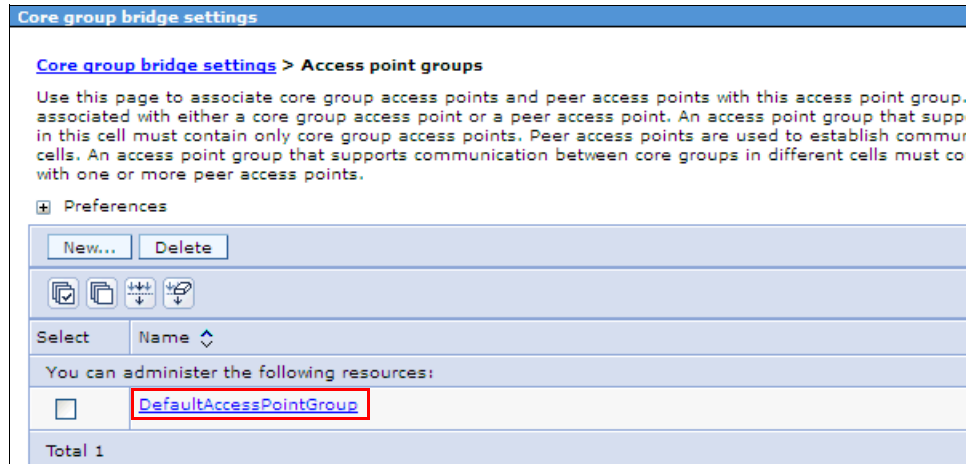 Core group bridge settings
Core group bridge settings > Access point groups
Use this page to associate core group access points and peer access points with this access point group.
associated with either a core group access point or a peer access point. An access point group that supp
in this cell must contain only core group access points. Peer access points are used to establish commu
cells. An access point group that supports communication between core groups in different cells must co
with one or more peer access points.
Preferences
New... Delete
Select Name
You can administer the following resources:
DefaultAccessPointGroup
Total 1